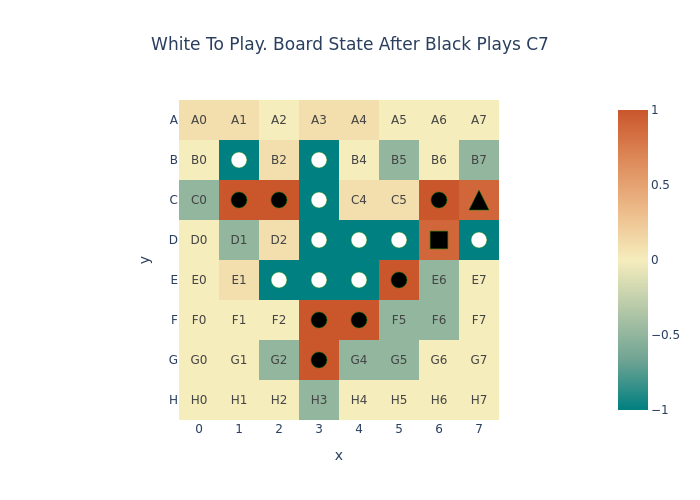 White To Play. Board State After Black Plays C7
A A0 A1 A2 A3 A4 A5 A6 A7
B B0 B2 B4 B5 B6 B7
C C0 C4 C5
D D0 D1 D2
E E0 E1 E6 E7
F F0 F1 F2 F5 F6 F7
G G0 G1 G2 G4 G5 G6 G7
H H0 H1 H2 H3 H4 H5 H6 H7
0 1 2 3 4 5 6 7
x
y
1
0.5
0
−0.5
−1